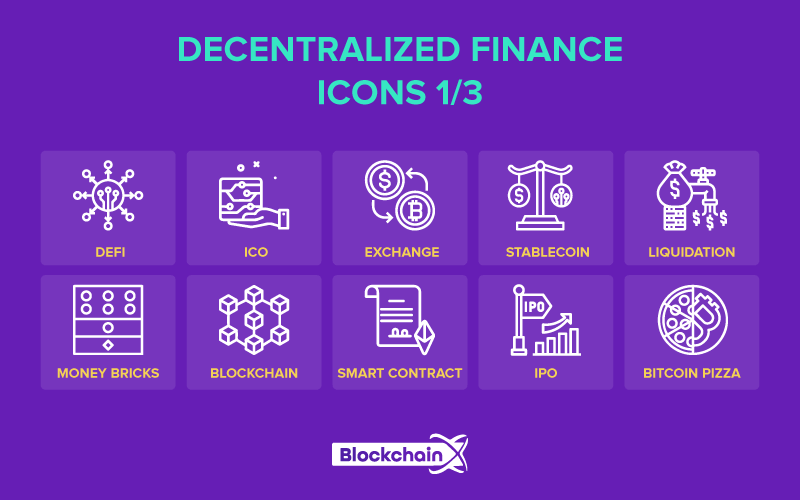 DECENTRALIZED FINANCE
ICONS 1/3
DEFI
ICO
EXCHANGE
STABLECOIN
LIQUIDATION
IPO
MONEY BRICKS
BLOCKCHAIN
SMART CONTRACT
IPO
BITCOIN PIZZA
BlockchainX